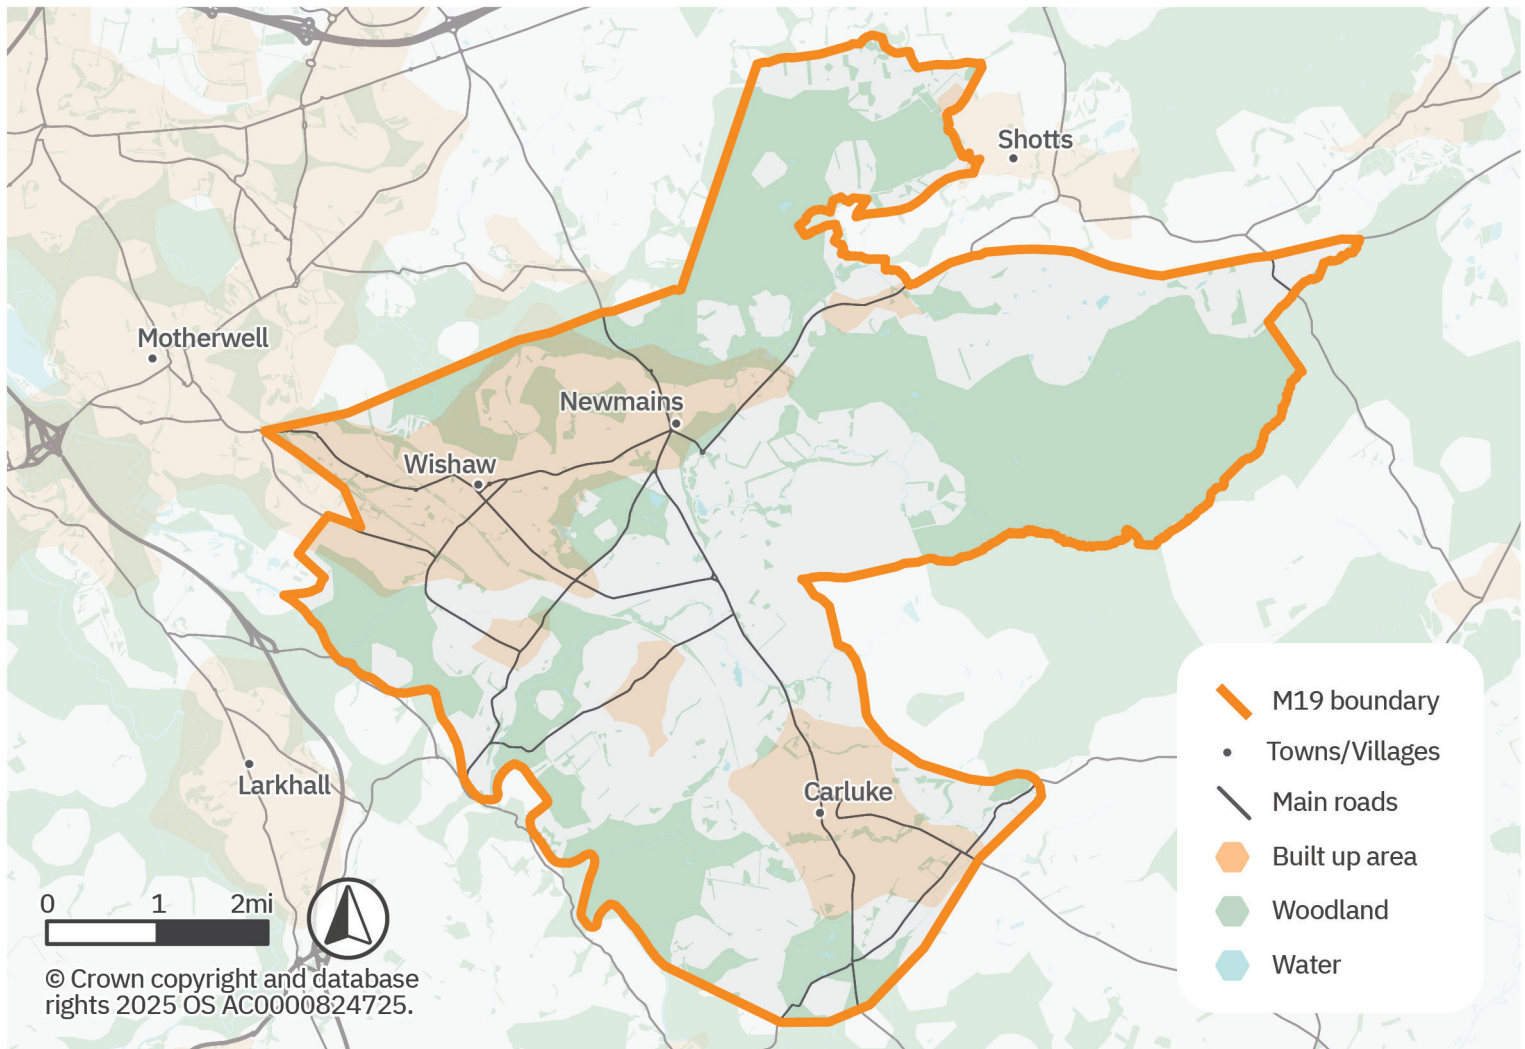 Shotts
Motherwell
Newmains
Wishaw
Larkhall
Carluke
M19 boundary
Towns/Villages
Main roads
Built up area
Woodland
Water
0 1 2mi
© Crown copyright and database
rights 2025 OS AC0000824725.